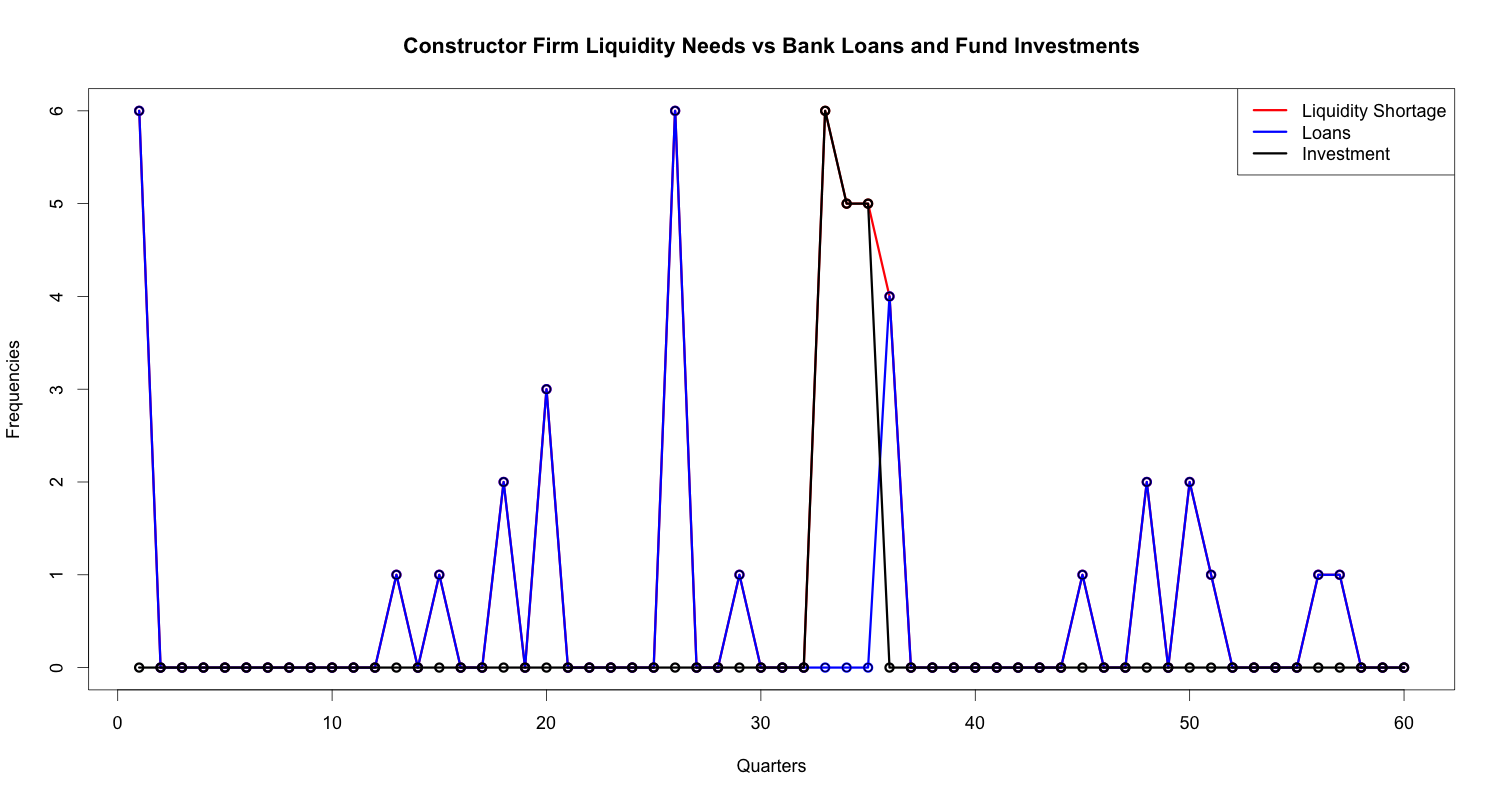 Constructor Firm Liquidity Needs vs Bank Loans and Fund Investments
Liquidity Shortage
Loans
Investment
6
5
4
3
2
1
0
Frequencies
0 10 20 30 40 50 60
Quarters